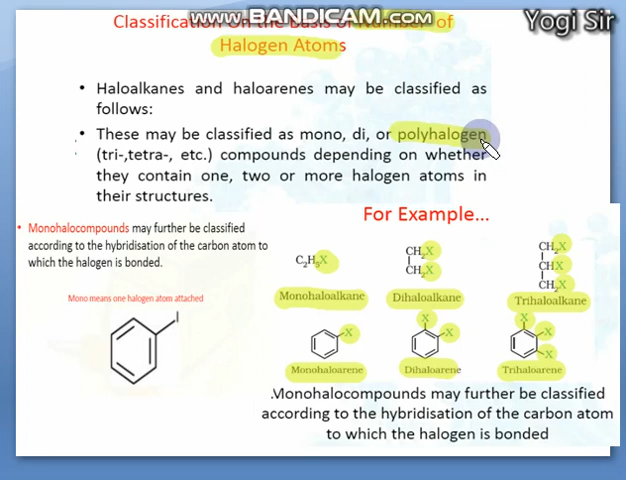 www.BANDICAM.com
Yogi Sir
Classification On the Basis of Number of
Halogen Atoms
• Haloalkanes and haloarenes may be classified as
follows:
• These may be classified as mono, di, or polyhalogen
(tri-,tetra-, etc.) compounds depending on whether
they contain one, two or more halogen atoms in
their structures.
• Monohalocompounds may further be classified
according to the hybridisation of the carbon atom to
which the halogen is bonded.
Mono means one halogen atom attached
I
For Example...
C₂H₅X
Monohaloalkane
CH₂X
CH₂X
Dihaloalkane
CH₂X
CHX
CH₂X
Trihaloalkane
X
Monohaloarene
X
X
Dihaloarene
X
X
X
Trihaloarene
.Monohalocompounds may further be classified
according to the hybridisation of the carbon atom
to which the halogen is bonded